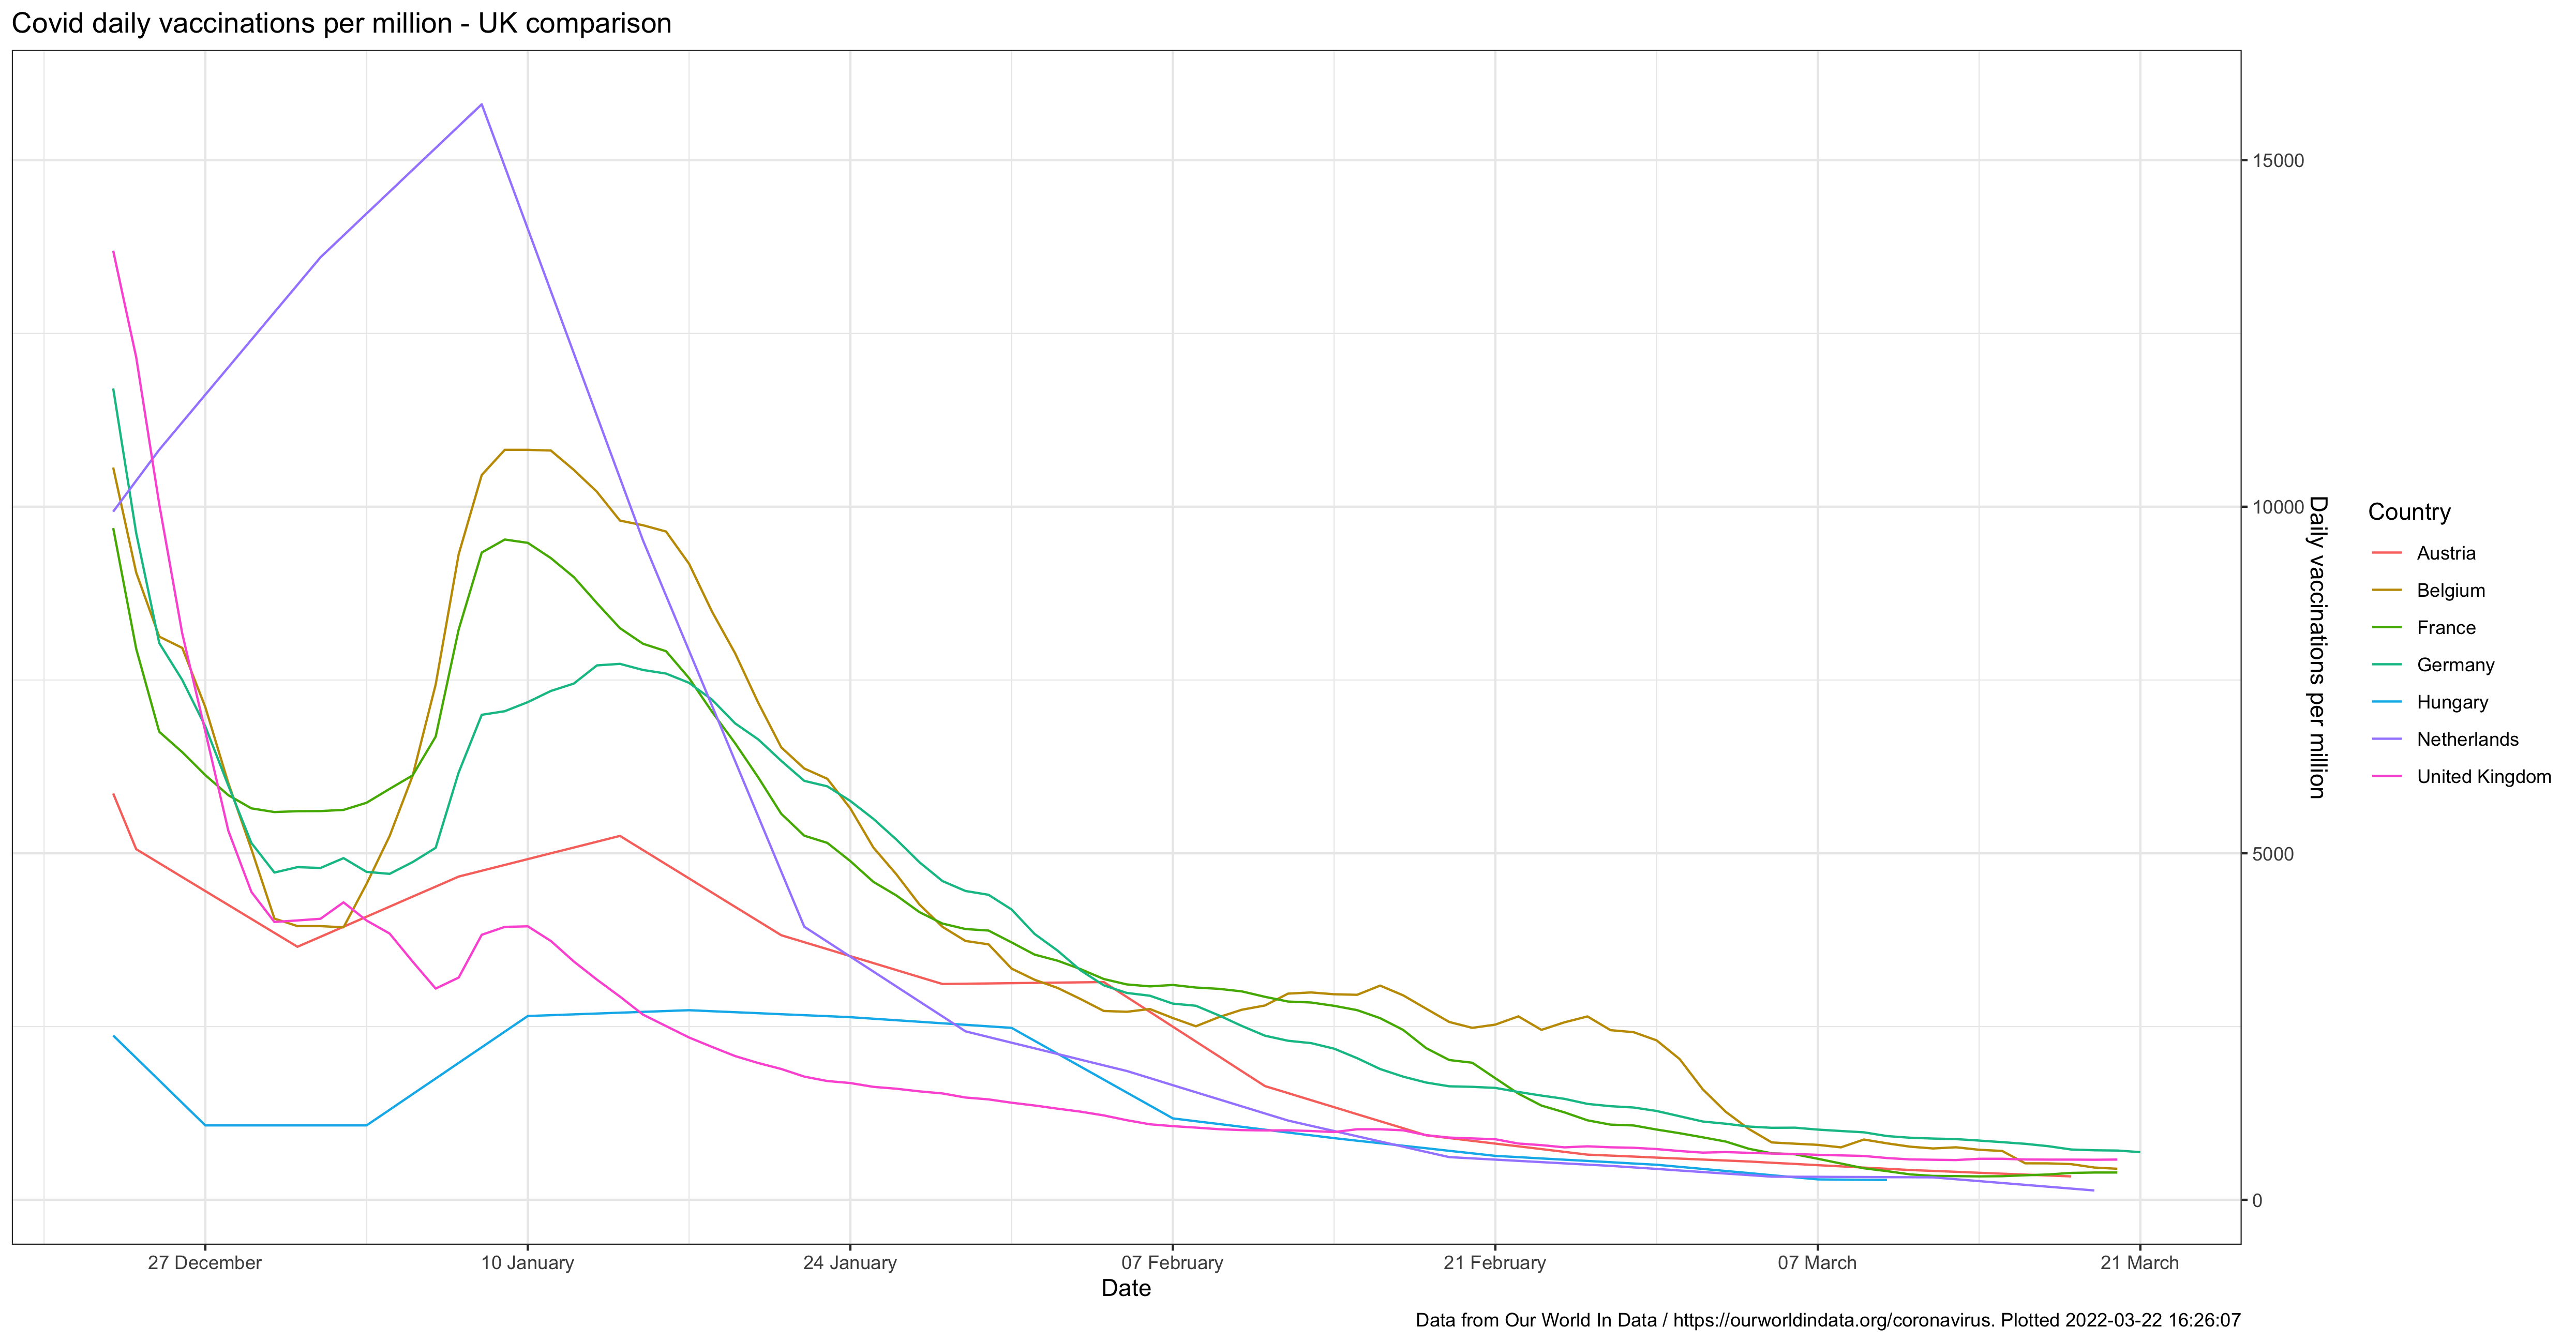 Covid daily vaccinations per million - UK comparison
15000
10000
5000
0
Daily vaccinations per million
Country
Austria
Belgium
France
Germany
Hungary
Netherlands
United Kingdom
27 December
10 January
24 January
07 February
21 February
07 March
21 March
Date
Data from Our World In Data / https://ourworldindata.org/coronavirus. Plotted 2022-03-22 16:26:07